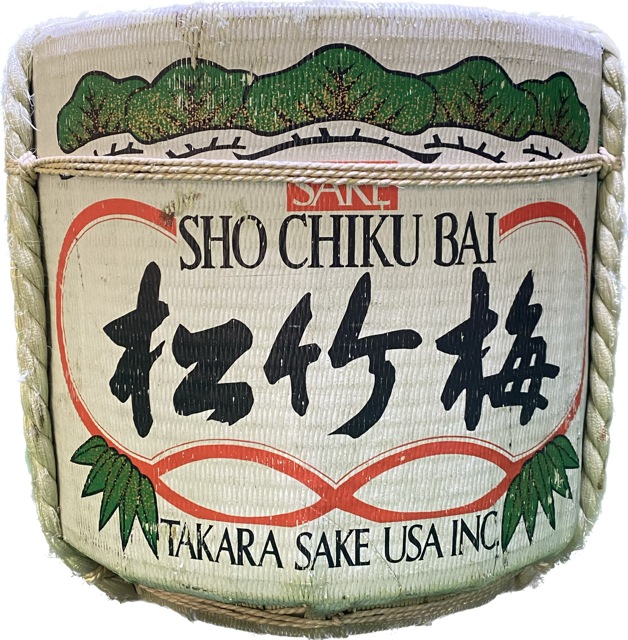 SAKE
SHO CHIKU BAI
松竹梅
TAKARA SAKE USA INC.